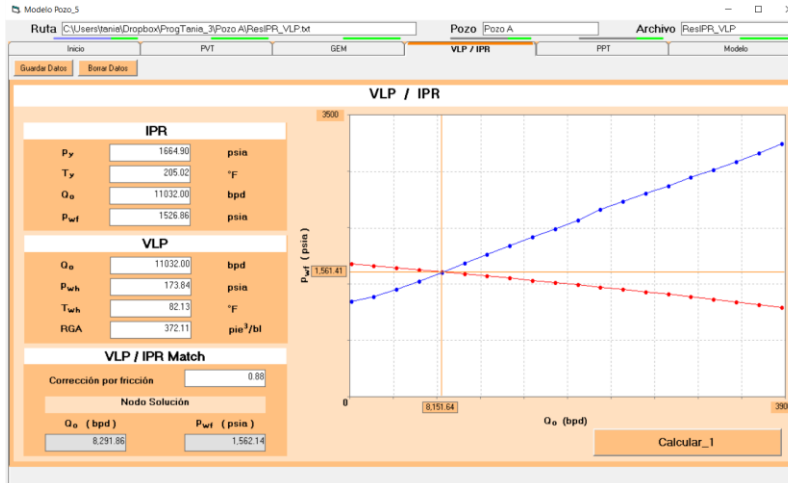 Modelo Pozo_5
Ruta C:\Users\tania\Dropbox\ProgTania_3\Pozo A\ResIPR_VLP.txt Pozo Pozo A Archivo ResIPR_VLP
Inicio PVT GEM VLP / IPR PPT Modelo
Guardar Datos Borrar Datos
VLP / IPR
IPR
Py 1664.90 psia
Ty 205.02 °F
Qo 11032.00 bpd
Pwf 1526.86 psia
VLP
Qo 11032.00 bpd
Pwh 173.84 psia
Twh 82.13 °F
RGA 372.11 pie³/bl
VLP / IPR Match
Corrección por fricción 0.88
Nodo Solución
Qo (bpd) Pwf (psia)
8,291.86 1,562.14
3500
Pwf (psia)
1,561.41
0
8,151.64
Qo (bpd)
Calcular_1